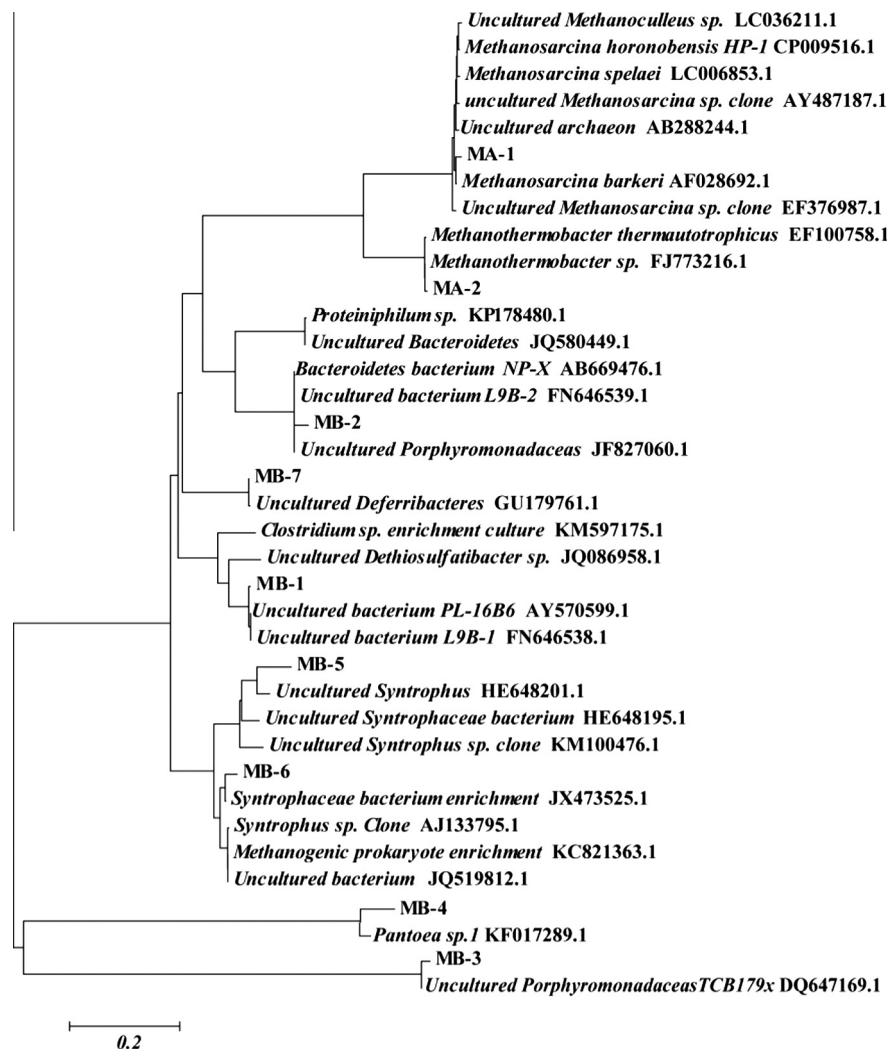 Uncultured Methanoculleus sp. LC036211.1
Methanosarcina horonobensis HP-1 CP009516.1
Methanosarcina spelaei LC006853.1
uncultured Methanosarcina sp. clone AY487187.1
Uncultured archaeon AB288244.1
MA-1
Methanosarcina barkeri AF028692.1
Uncultured Methanosarcina sp. clone EF376987.1
Methanothermobacter thermautotrophicus EF100758.1
Methanothermobacter sp. FJ773216.1
MA-2
Proteiniphilum sp. KP178480.1
Uncultured Bacteroidetes JQ580449.1
Bacteroidetes bacterium NP-X AB669476.1
Uncultured bacterium L9B-2 FN646539.1
MB-2
Uncultured Porphyromonadaceas JF827060.1
MB-7
Uncultured Deferribacteres GU179761.1
Clostridium sp. enrichment culture KM597175.1
Uncultured Dethiosulfatibacter sp. JQ086958.1
MB-1
Uncultured bacterium PL-16B6 AY570599.1
Uncultured bacterium L9B-1 FN646538.1
MB-5
Uncultured Syntrophus HE648201.1
Uncultured Syntrophaceae bacterium HE648195.1
Uncultured Syntrophus sp. clone KM100476.1
MB-6
Syntrophaceae bacterium enrichment JX473525.1
Syntrophus sp. Clone AJ133795.1
Methanogenic prokaryote enrichment KC821363.1
Uncultured bacterium JQ519812.1
MB-4
Pantoea sp.1 KF017289.1
MB-3
Uncultured PorphyromonadaceasTCB179x DQ647169.1
0.2